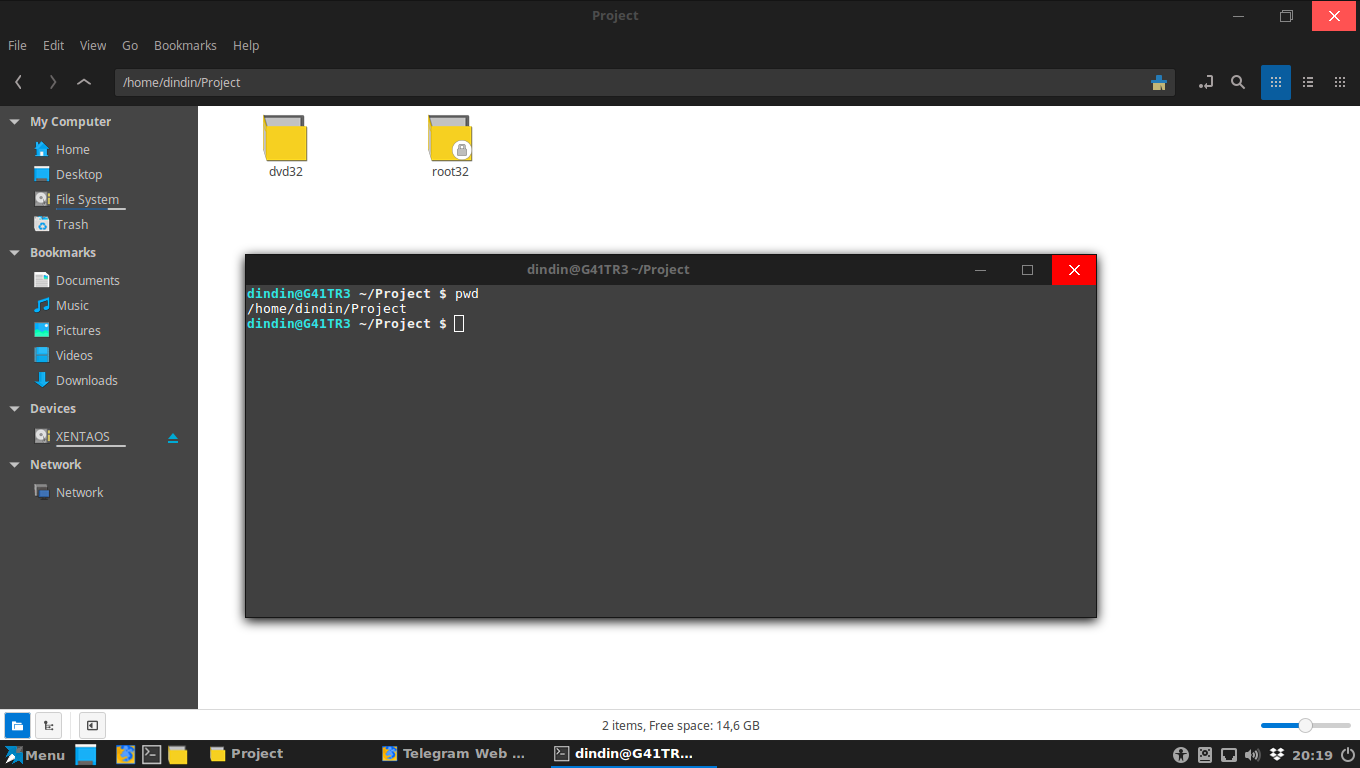 Project
File Edit View Go Bookmarks Help
/home/dindin/Project
My Computer
Home
Desktop
File System
Trash
Bookmarks
Documents
Music
Pictures
Videos
Downloads
Devices
XENTAOS
Network
Network
dvd32
root32
dindin@G41TR3 ~/Project
dindin@G41TR3 ~/Project $ pwd
/home/dindin/Project
dindin@G41TR3 ~/Project $
2 items, Free space: 14,6 GB
Menu Project Telegram Web ... dindin@G41TR... 20:19